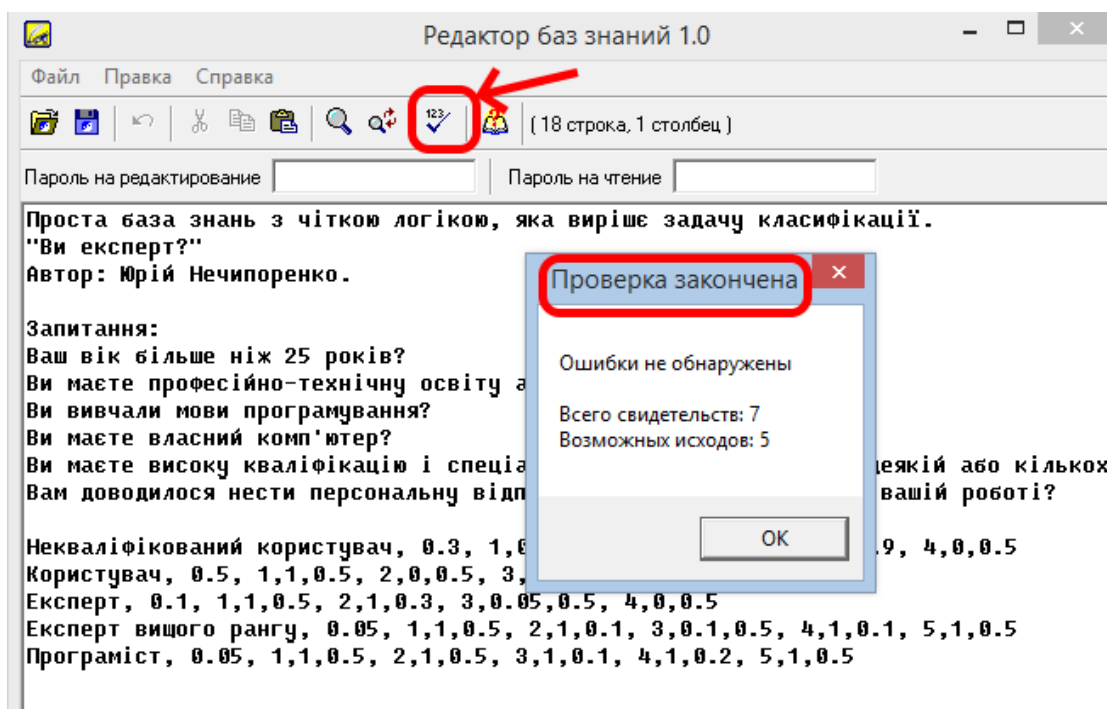 Редактор баз знаний 1.0
Файл Правка Справка
123
( 18 строка, 1 столбец )
Пароль на редактирование Пароль на чтение
Проста база знань з чіткою логікою, яка вирішє задачу класифікації.
"Ви експерт?"
Автор: Юрій Нечипоренко.
Запитання:
Ваш вік більше ніж 25 років?
Ви маєте професійно-технічну освіту
Ви вивчали мови програмування?
Ви маєте власний комп'ютер?
Ви маєте високу кваліфікацію і або кількох
Вам доводилося нести персональну вашій роботі?
Некваліфікований користувач, 0.3, .9, 4,0,0.5
Користувач, 0.5, 1,1,0.5, 2,0,0.5, 3,
Експерт, 0.1, 1,1,0.5, 2,1,0.3, 3,0.05,0.5, 4,0,0.5
Експерт вищого рангу, 0.05, 1,1,0.5, 2,1,0.1, 3,0.1,0.5, 4,1,0.1, 5,1,0.5
Програміст, 0.05, 1,1,0.5, 2,1,0.5, 3,1,0.1, 4,1,0.2, 5,1,0.5
Проверка закончена
Ошибки не обнаружены
Всего свидетельств: 7
Возможных исходов: 5
OK